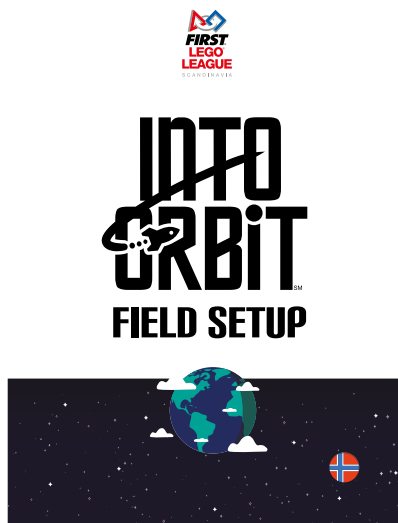 FIRST
LEGO
LEAGUE
SCANDINAVIA
INTO
ORBiT
SM
FIELD SETUP